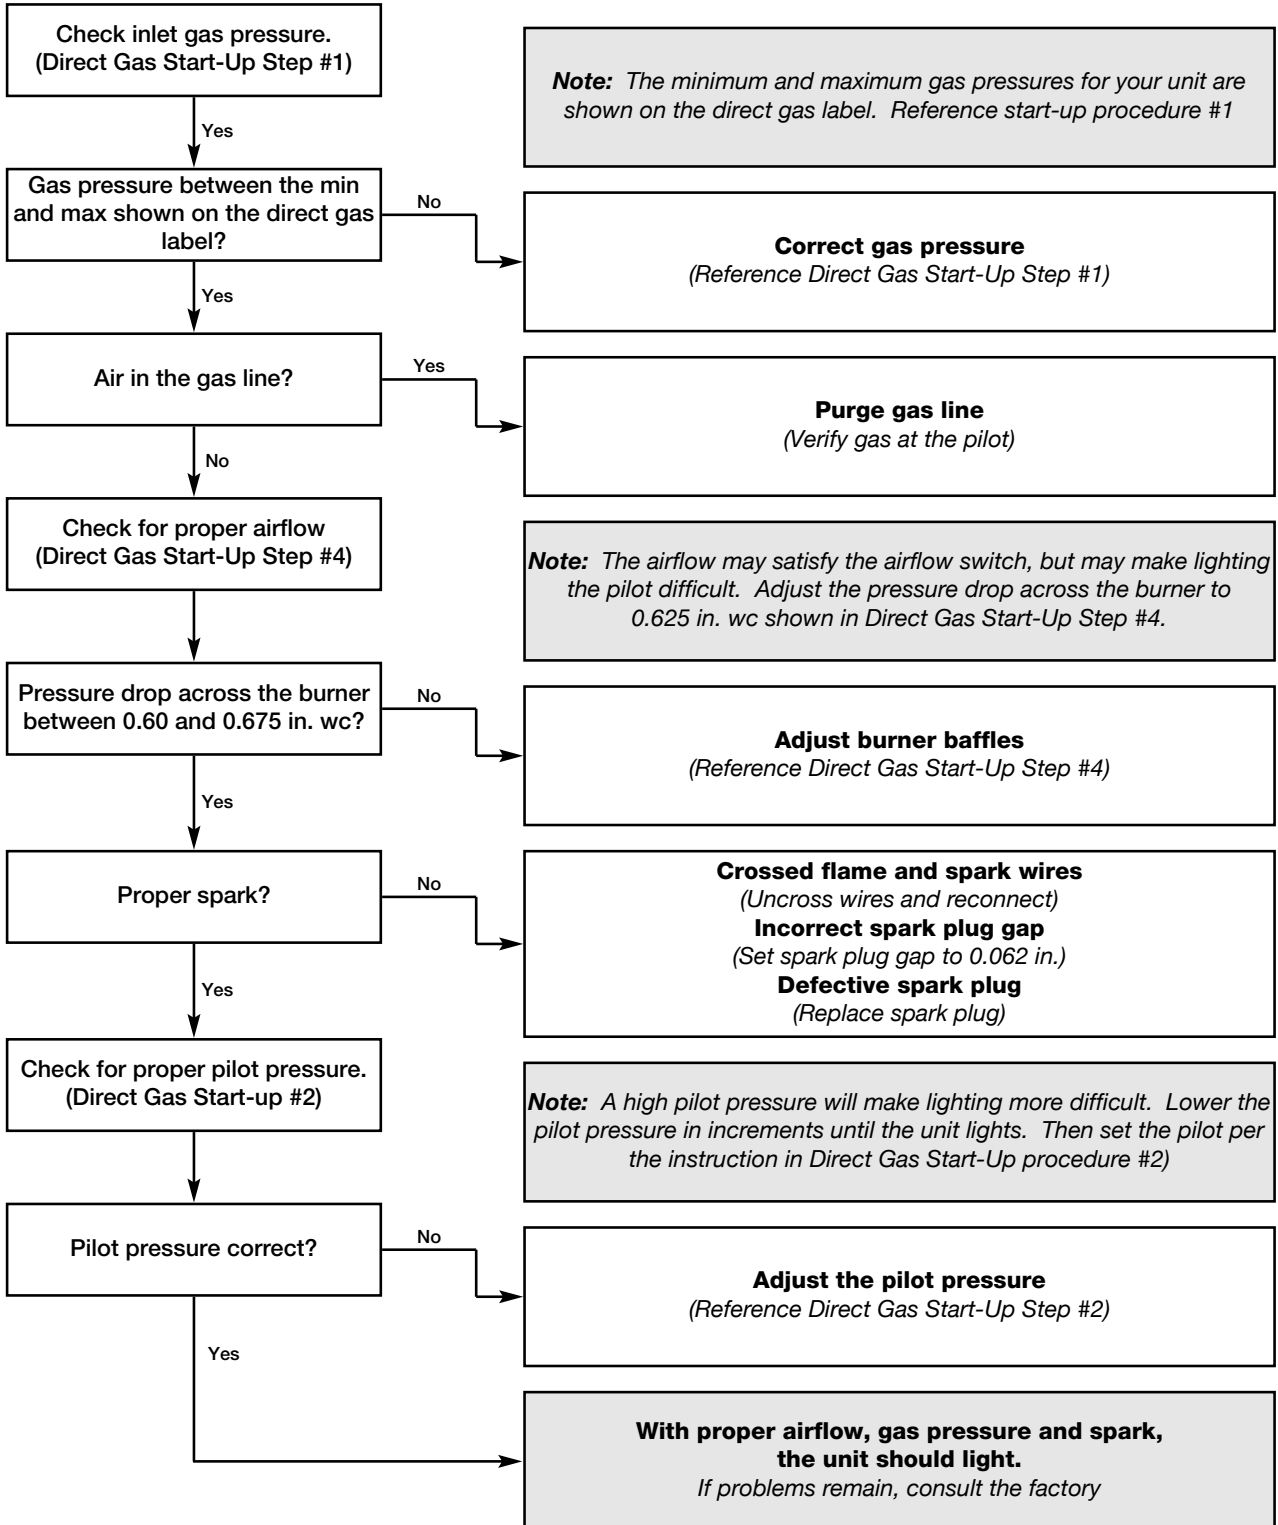 Check inlet gas pressure.
(Direct Gas Start-Up Step #1)
Note: The minimum and maximum gas pressures for your unit are
shown on the direct gas label. Reference start-up procedure #1
Yes
Gas pressure between the min
and max shown on the direct gas
label?
No
Correct gas pressure
(Reference Direct Gas Start-Up Step #1)
Yes
Air in the gas line?
Yes
Purge gas line
(Verify gas at the pilot)
No
Check for proper airflow
(Direct Gas Start-Up Step #4)
Note: The airflow may satisfy the airflow switch, but may make lighting
the pilot difficult. Adjust the pressure drop across the burner to
0.625 in. wc shown in Direct Gas Start-Up Step #4.
Pressure drop across the burner
between 0.60 and 0.675 in. wc?
No
Adjust burner baffles
(Reference Direct Gas Start-Up Step #4)
Yes
Proper spark?
No
Crossed flame and spark wires
(Uncross wires and reconnect)
Incorrect spark plug gap
(Set spark plug gap to 0.062 in.)
Defective spark plug
(Replace spark plug)
Yes
Check for proper pilot pressure.
(Direct Gas Start-up #2)
Note: A high pilot pressure will make lighting more difficult. Lower the
pilot pressure in increments until the unit lights. Then set the pilot per
the instruction in Direct Gas Start-Up procedure #2)
Pilot pressure correct?
No
Adjust the pilot pressure
(Reference Direct Gas Start-Up Step #2)
Yes
With proper airflow, gas pressure and spark,
the unit should light.
If problems remain, consult the factory